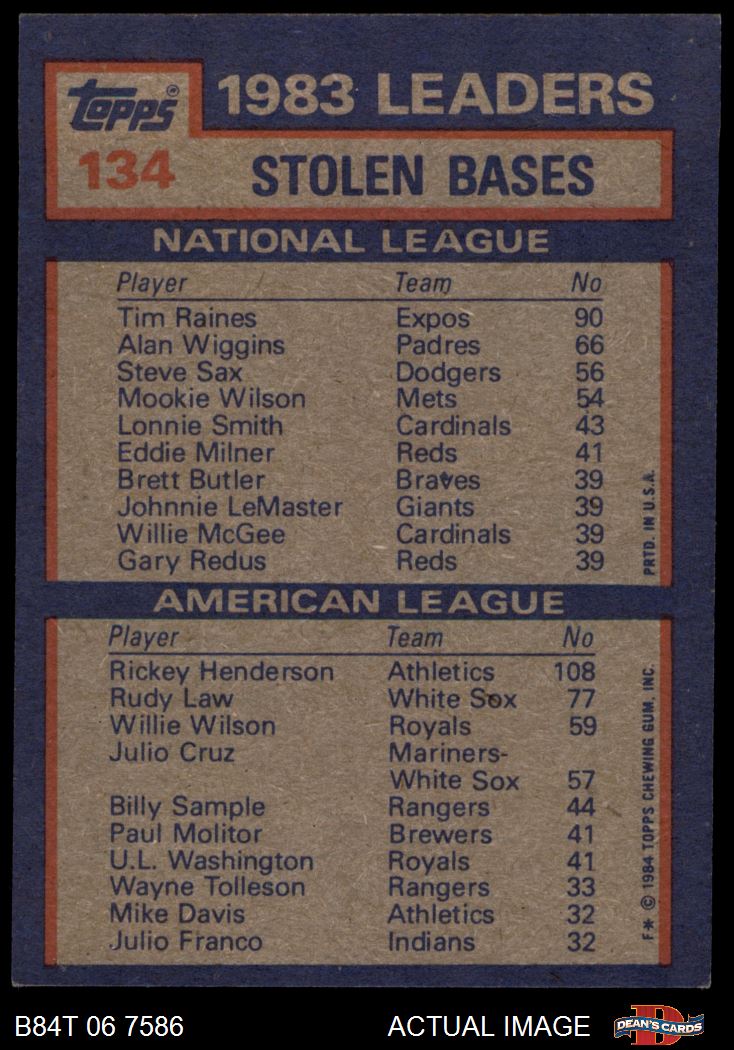 topps®
1983 LEADERS
134
STOLEN BASES
NATIONAL LEAGUE
Player Team No
Tim Raines Expos 90
Alan Wiggins Padres 66
Steve Sax Dodgers 56
Mookie Wilson Mets 54
Lonnie Smith Cardinals 43
Eddie Milner Reds 41
Brett Butler Braves 39
Johnnie LeMaster Giants 39
Willie McGee Cardinals 39
Gary Redus Reds 39
PRTD. IN U.S.A.
AMERICAN LEAGUE
Player Team No
Rickey Henderson Athletics 108
Rudy Law White Sox 77
Willie Wilson Royals 59
Julio Cruz Mariners-
White Sox 57
Billy Sample Rangers 44
Paul Molitor Brewers 41
U.L. Washington Royals 41
Wayne Tolleson Rangers 33
Mike Davis Athletics 32
Julio Franco Indians 32
F* © 1984 TOPPS CHEWING GUM, INC.
B84T 06 7586 ACTUAL IMAGE
D
DEAN'S CARDS